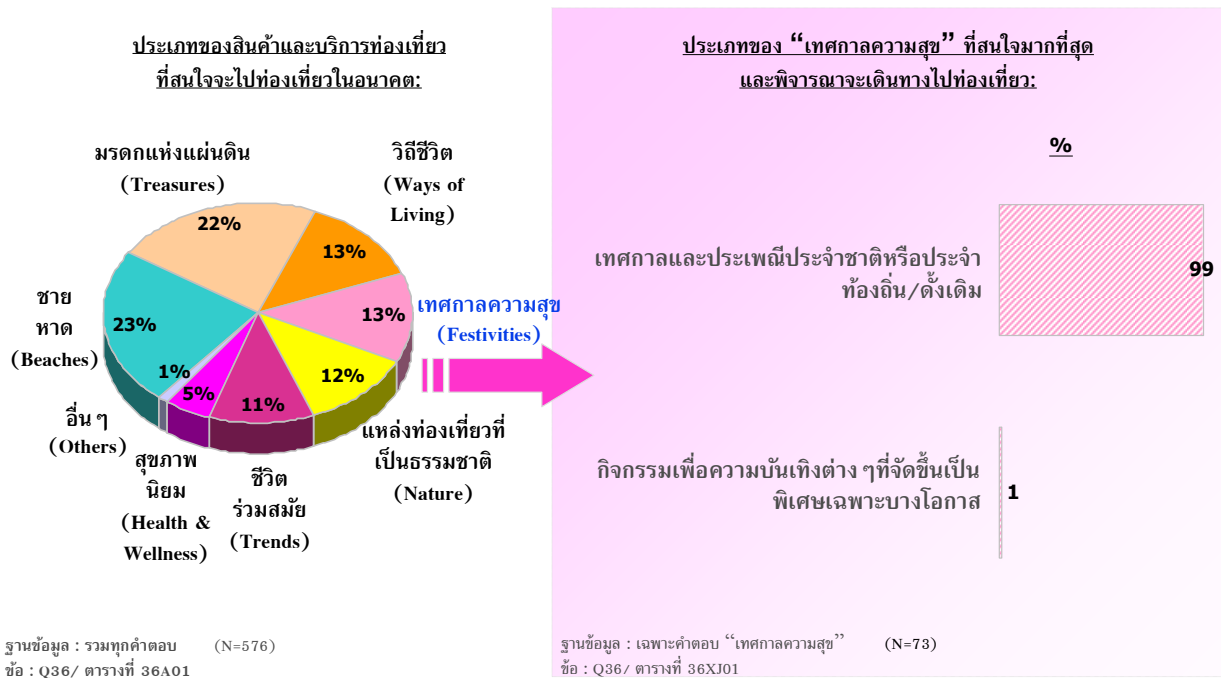 ประเภทของสินค้าและบริการท่องเที่ยว
ที่สนใจจะไปท่องเที่ยวในอนาคต:
มรดกแห่งแผ่นดิน
(Treasures)
22%
วิถีชีวิต
(Ways of
Living)
13%
เทศกาลความสุข
(Festivities)
13%
แหล่งท่องเที่ยวที่
เป็นธรรมชาติ
(Nature)
12%
ชีวิต
ร่วมสมัย
(Trends)
11%
สุขภาพ
นิยม
(Health &
Wellness)
5%
อื่น ๆ
(Others)
1%
ชาย
หาด
(Beaches)
23%
ฐานข้อมูล : รวมทุกคำตอบ (N=576)
ข้อ : Q36/ ตารางที่ 36A01
ประเภทของ “เทศกาลความสุข” ที่สนใจมากที่สุด
และพิจารณาจะเดินทางไปท่องเที่ยว:
%
เทศกาลและประเพณีประจำชาติหรือประจำ
ท้องถิ่น/ดั้งเดิม
99
กิจกรรมเพื่อความบันเทิงต่าง ๆที่จัดขึ้นเป็น
พิเศษเฉพาะบางโอกาส
1
ฐานข้อมูล : เฉพาะคำตอบ “เทศกาลความสุข” (N=73)
ข้อ : Q36/ ตารางที่ 36XJ01